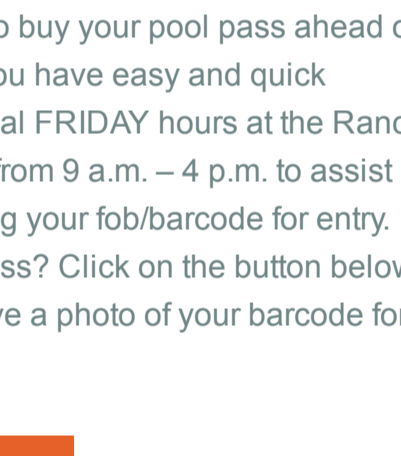 o buy your pool pass ahead
ou have easy and quick
al FRIDAY hours at the Ranc
from 9 a.m. – 4 p.m. to assist
g your fob/barcode for entry.
ss? Click on the button below
ve a photo of your barcode for